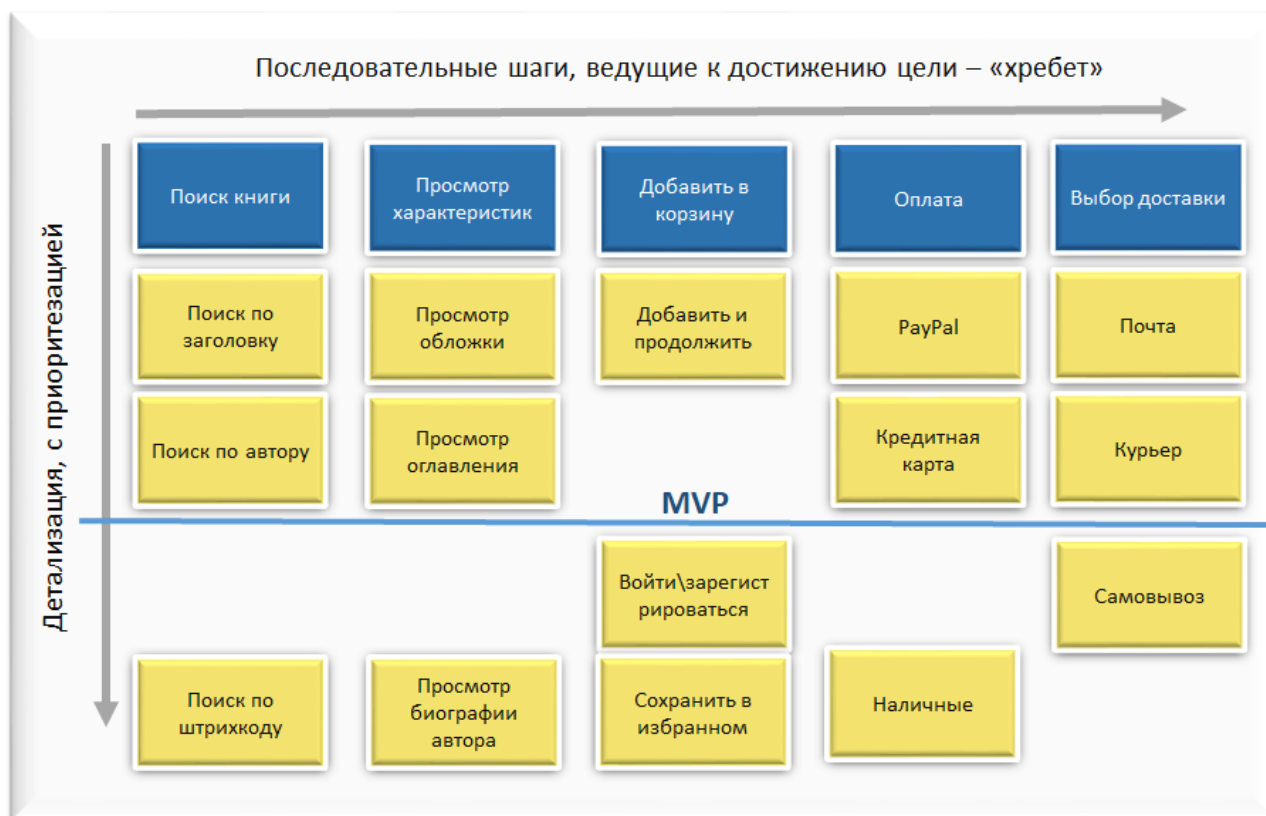 Последовательные шаги, ведущие к достижению цели – «хребет»
Детализация, с приоритезацией
Поиск книги
Просмотр
характеристик
Добавить в
корзину
Оплата
Выбор доставки
Поиск по
заголовку
Просмотр
обложки
Добавить и
продолжить
PayPal
Почта
Поиск по автору
Просмотр
оглавления
Кредитная
карта
Курьер
MVP
Войти\зарегист
рироваться
Самовывоз
Поиск по
штрихкоду
Просмотр
биографии
автора
Сохранить в
избранном
Наличные